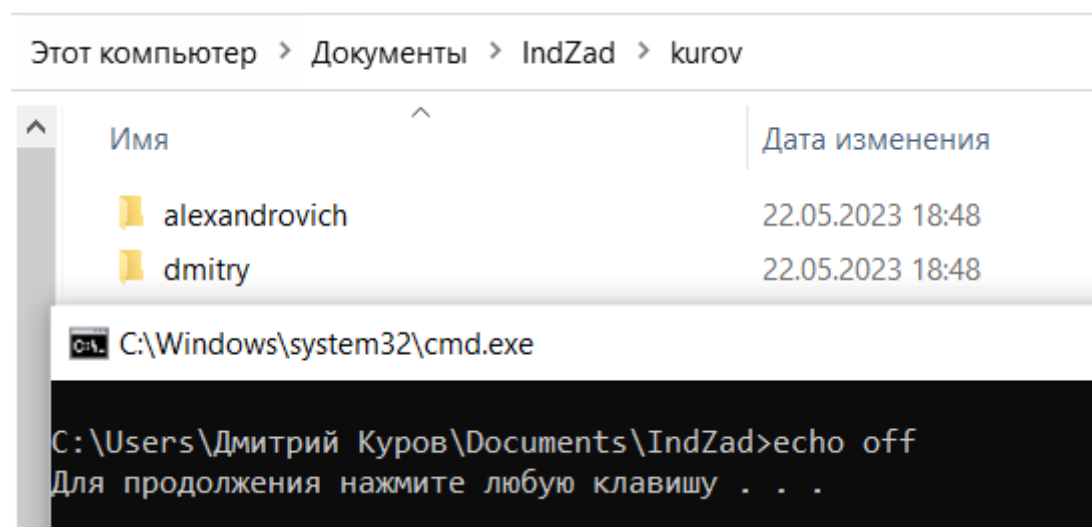 Этот компьютер > Документы > IndZad > kurov
Имя Дата изменения
alexandrovich 22.05.2023 18:48
dmitry 22.05.2023 18:48
C:\Windows\system32\cmd.exe
C:\Users\Дмитрий Куров\Documents\IndZad>echo off
Для продолжения нажмите любую клавишу . . .